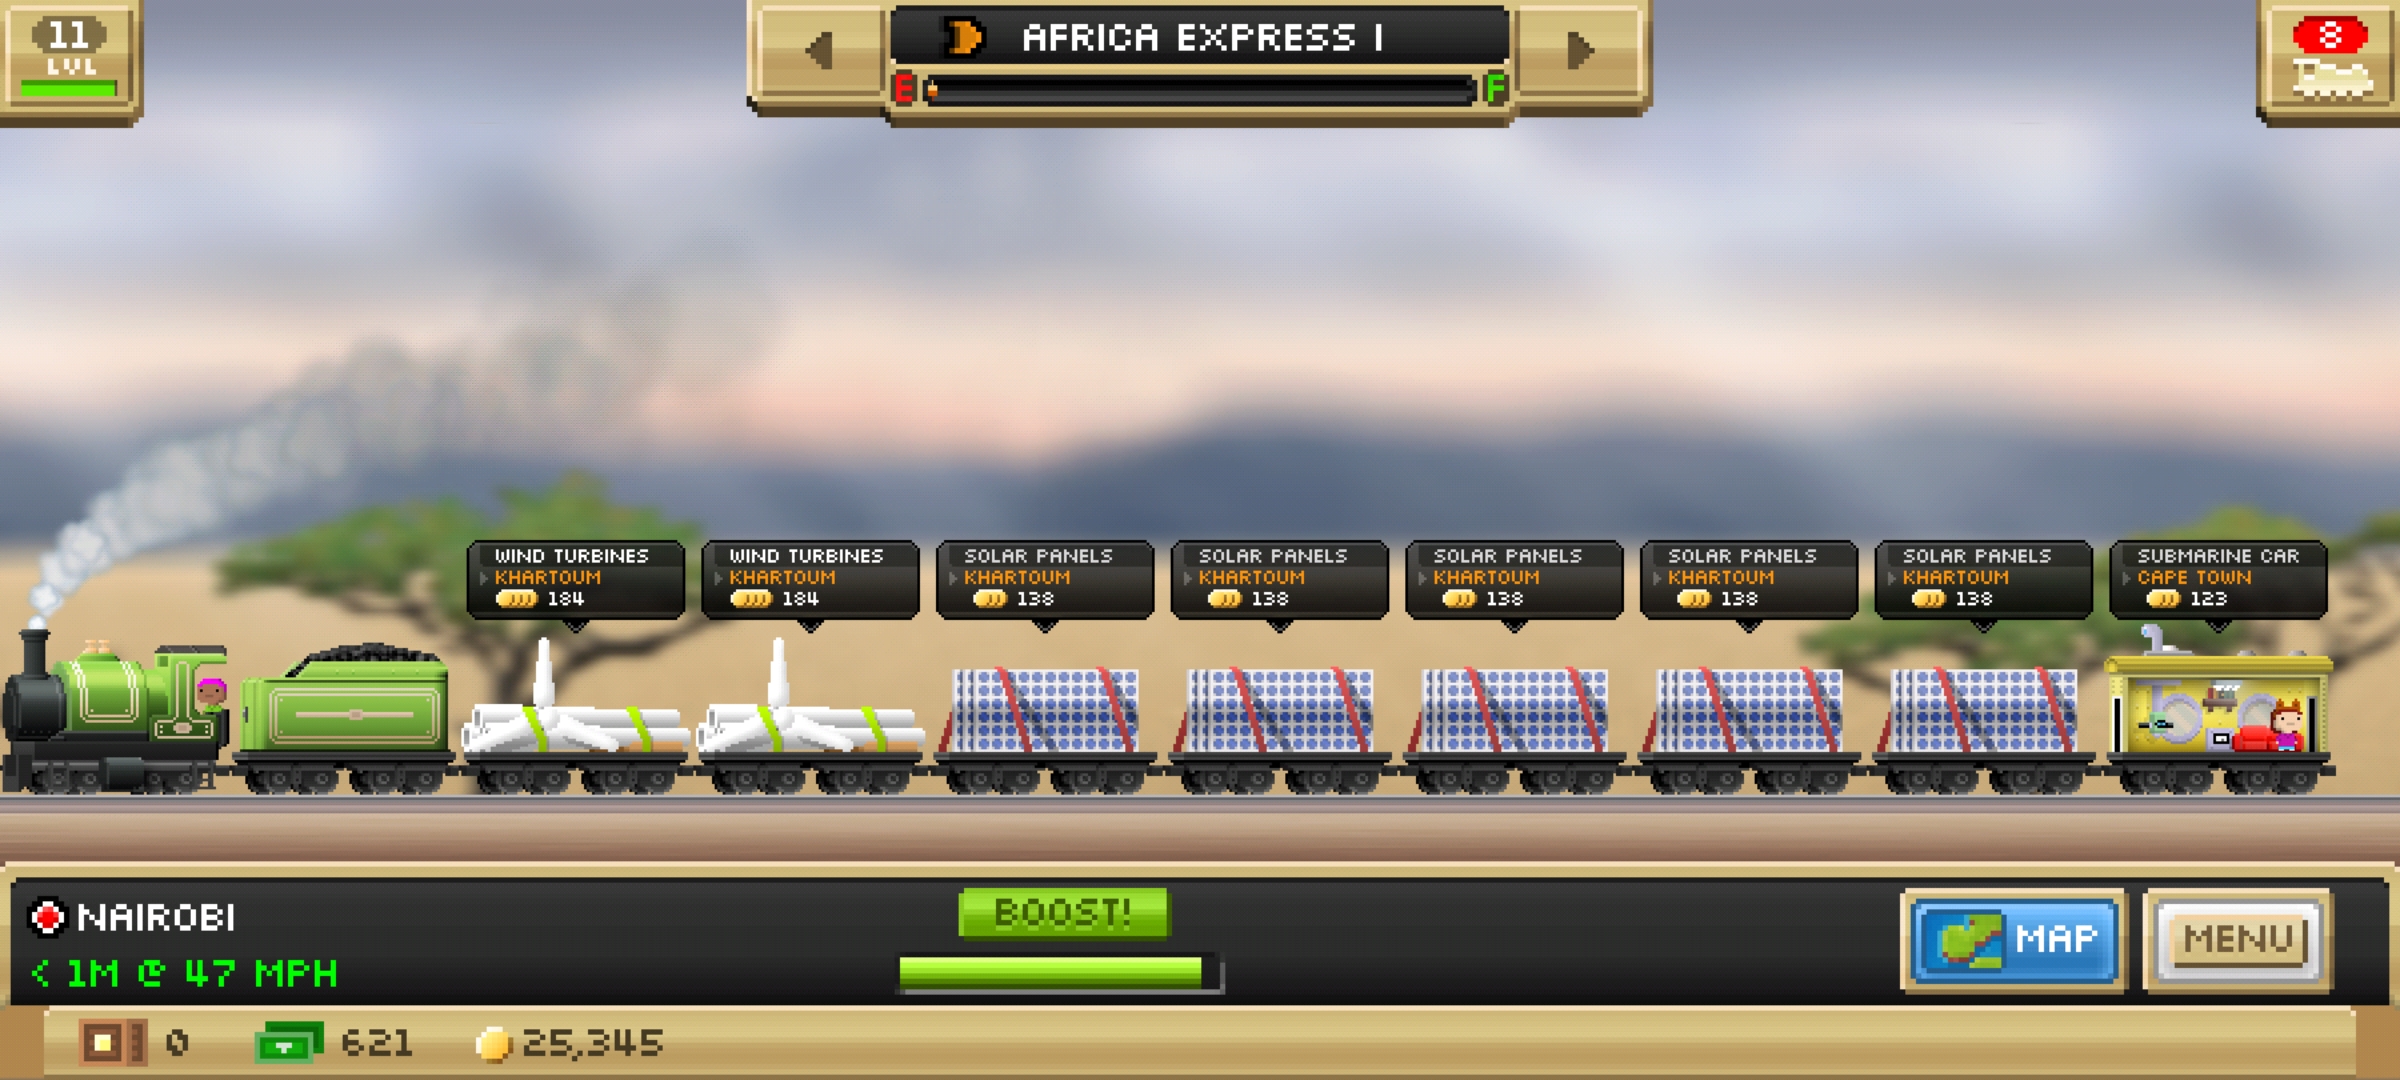 11
LVL
AFRICA EXPRESS I
E
F
8
WIND TURBINES
KHARTOUM
184
WIND TURBINES
KHARTOUM
184
SOLAR PANELS
KHARTOUM
138
SOLAR PANELS
KHARTOUM
138
SOLAR PANELS
KHARTOUM
138
SOLAR PANELS
KHARTOUM
138
SOLAR PANELS
KHARTOUM
138
SUBMARINE CAR
CAPE TOWN
123
NAIROBI
< 1M @ 47 MPH
BOOST!
MAP
MENU
0
621
25,345